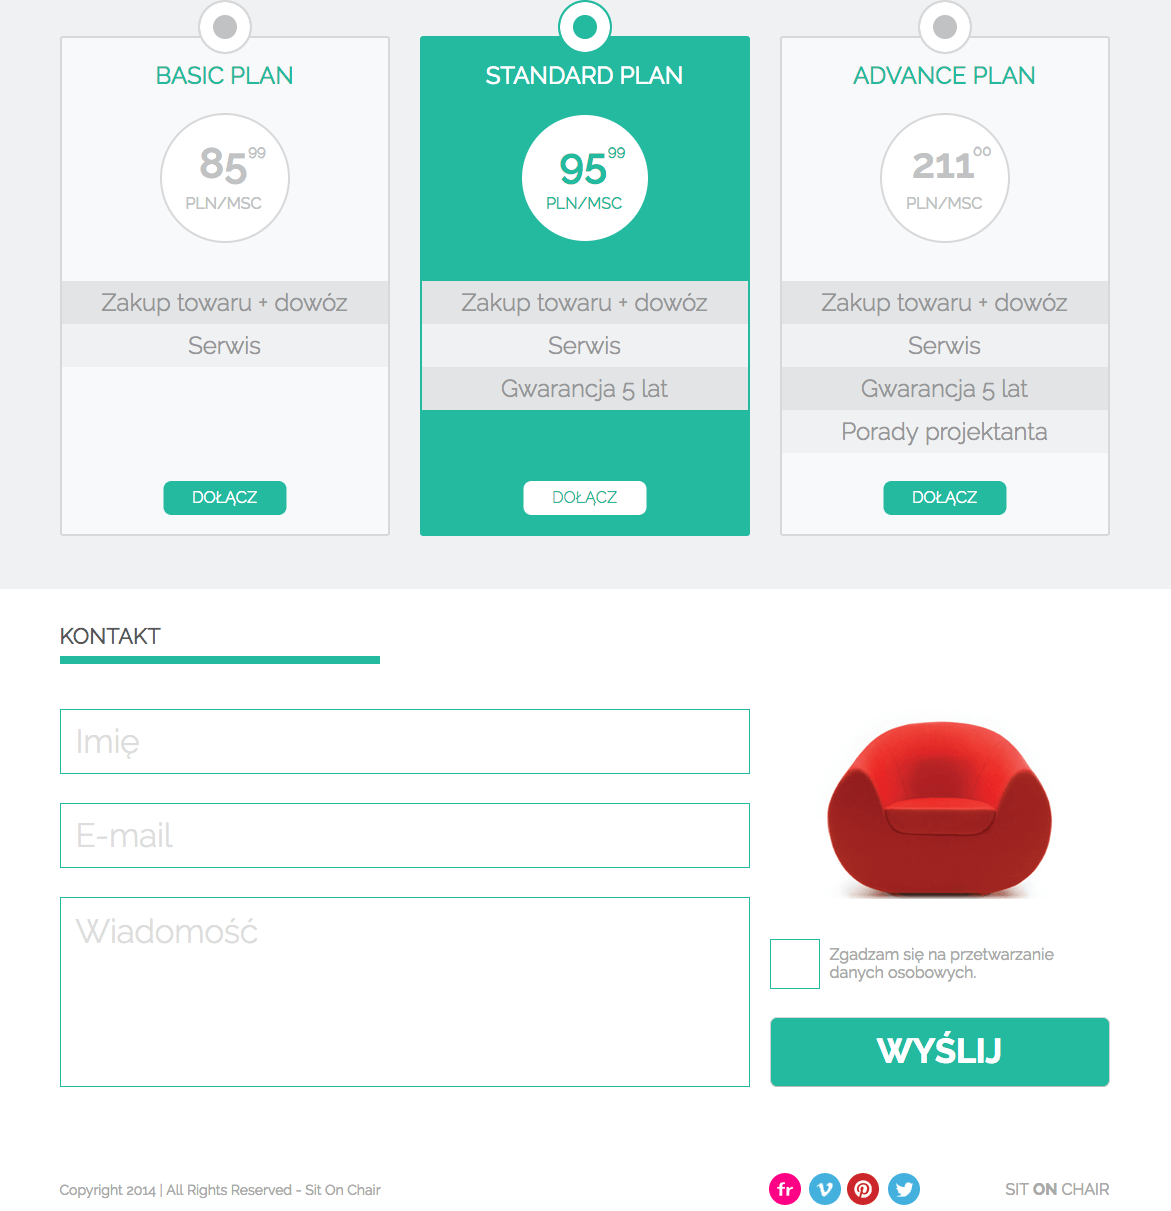 BASIC PLAN
85 99
PLN/MSC
Zakup towaru + dowóz
Serwis
DOŁĄCZ
STANDARD PLAN
95 99
PLN/MSC
Zakup towaru + dowóz
Serwis
Gwarancja 5 lat
DOŁĄCZ
ADVANCE PLAN
211 00
PLN/MSC
Zakup towaru + dowóz
Serwis
Gwarancja 5 lat
Porady projektanta
DOŁĄCZ
KONTAKT
Imię
E-mail
Wiadomość
Zgadzam się na przetwarzanie
danych osobowych.
WYŚLIJ
Copyright 2014 | All Rights Reserved - Sit On Chair
fr
SIT ON CHAIR